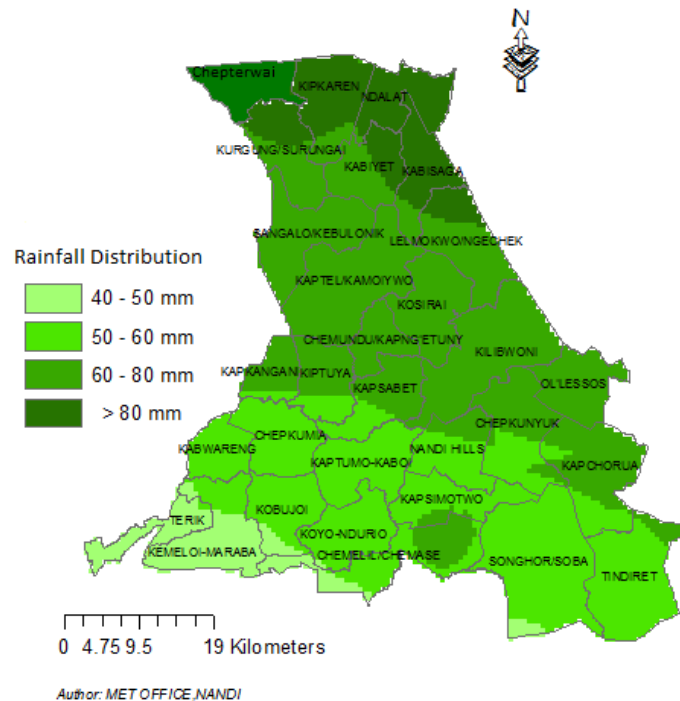 N
Chepterwai
KIPKAREN
NDALAT
KURGUNG/SURUNGAI
KABIYET
KABISAGA
SANGALO/KEBULONIK
LELMOKWO/NGECHEK
Rainfall Distribution
40 - 50 mm
50 - 60 mm
60 - 80 mm
> 80 mm
KAPTEL/KAMOIYWO
KOSIRAI
CHEMUNDU/KAPNG'ETUNY
KILIBWONI
KAPKANGANI
KIPTUYA
KAPSABET
OL'LESSOS
CHEPKUNYUK
CHEPKUMIA
KABWARENG
KAPTUMO-KABOI
NANDI HILLS
KAPCHORUA
KAPSIMOTWO
KOBUJOI
TERIK
KOYO-NDURIO
KEMELOI-MARABA
CHEMELIL/CHEMASE
SONGHOR/SOBA
TINDIRET
0 4.75 9.5 19 Kilometers
Author: MET OFFICE,NANDI